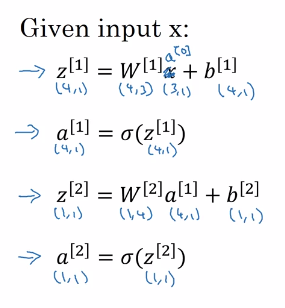 Given input x:
a^[0]
→ z^[1] = W^[1] x + b^[1]
(4,1) (4,3) (3,1) (4,1)
→ a^[1] = σ(z^[1])
(4,1) (4,1)
→ z^[2] = W^[2] a^[1] + b^[2]
(1,1) (1,4) (4,1) (1,1)
→ a^[2] = σ(z^[2])
(1,1) (1,1)